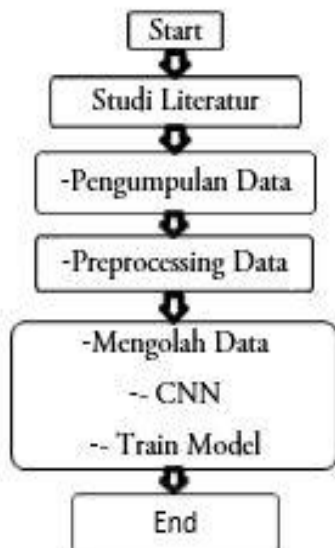 Start
Studi Literatur
-Pengumpulan Data
-Preprocessing Data
-Mengolah Data
-- CNN
-- Train Model
End